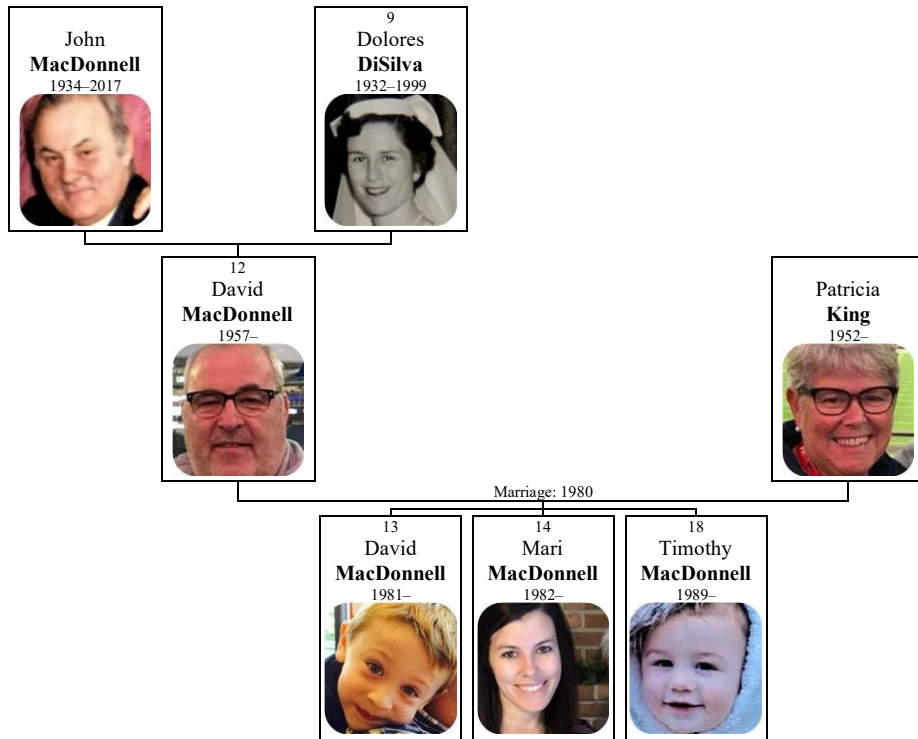 John
MacDonnell
1934–2017
9
Dolores
DiSilva
1932–1999
12
David
MacDonnell
1957–
Patricia
King
1952–
Marriage: 1980
13
David
MacDonnell
1981–
14
Mari
MacDonnell
1982–
18
Timothy
MacDonnell
1989–